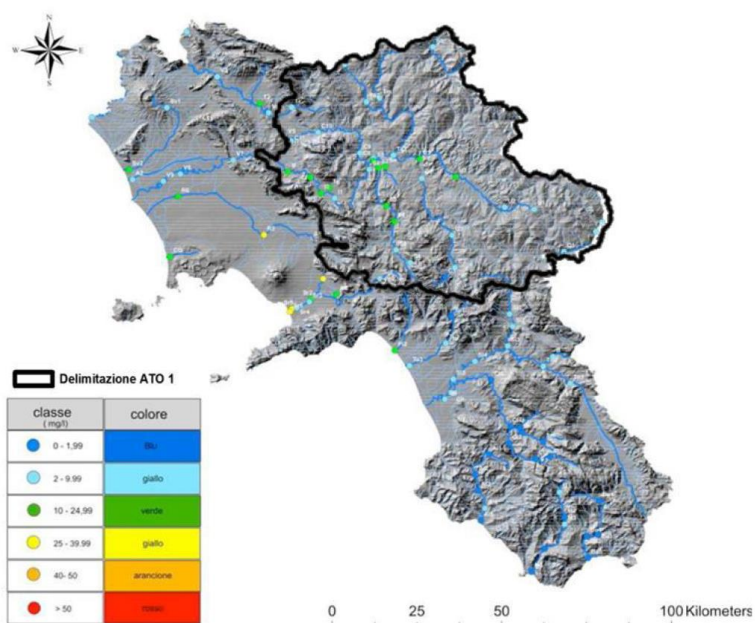 N
W E
S
Delimitazione ATO 1
classe
( mg/l)
colore
0 - 1,99
Blu
2 - 9.99
giallo
10 - 24,99
verde
25 - 39.99
giallo
40- 50
arancione
> 50
rosso
0 25 50 100 Kilometers